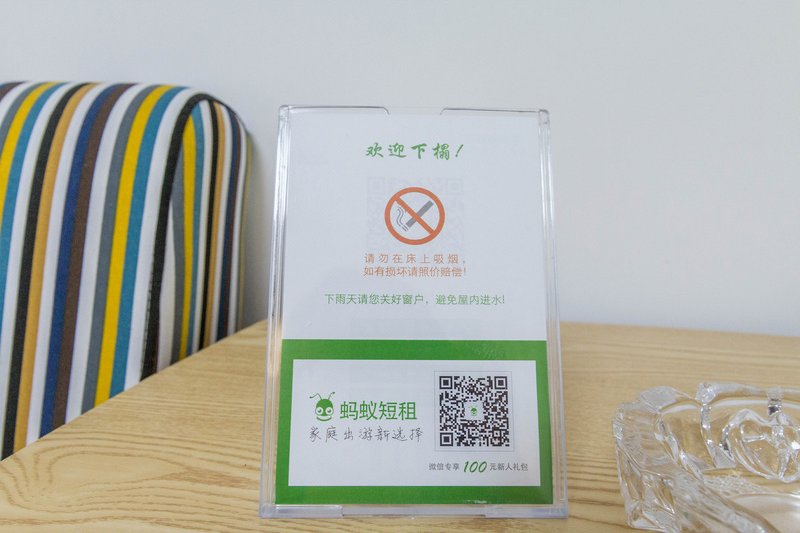 欢迎下榻!
请勿在床上吸烟,
如有损坏请照价赔偿!
下雨天请您关好窗户,避免屋内进水!
蚂蚁短租
家庭出游新选择
微信专享 100 元新人礼包